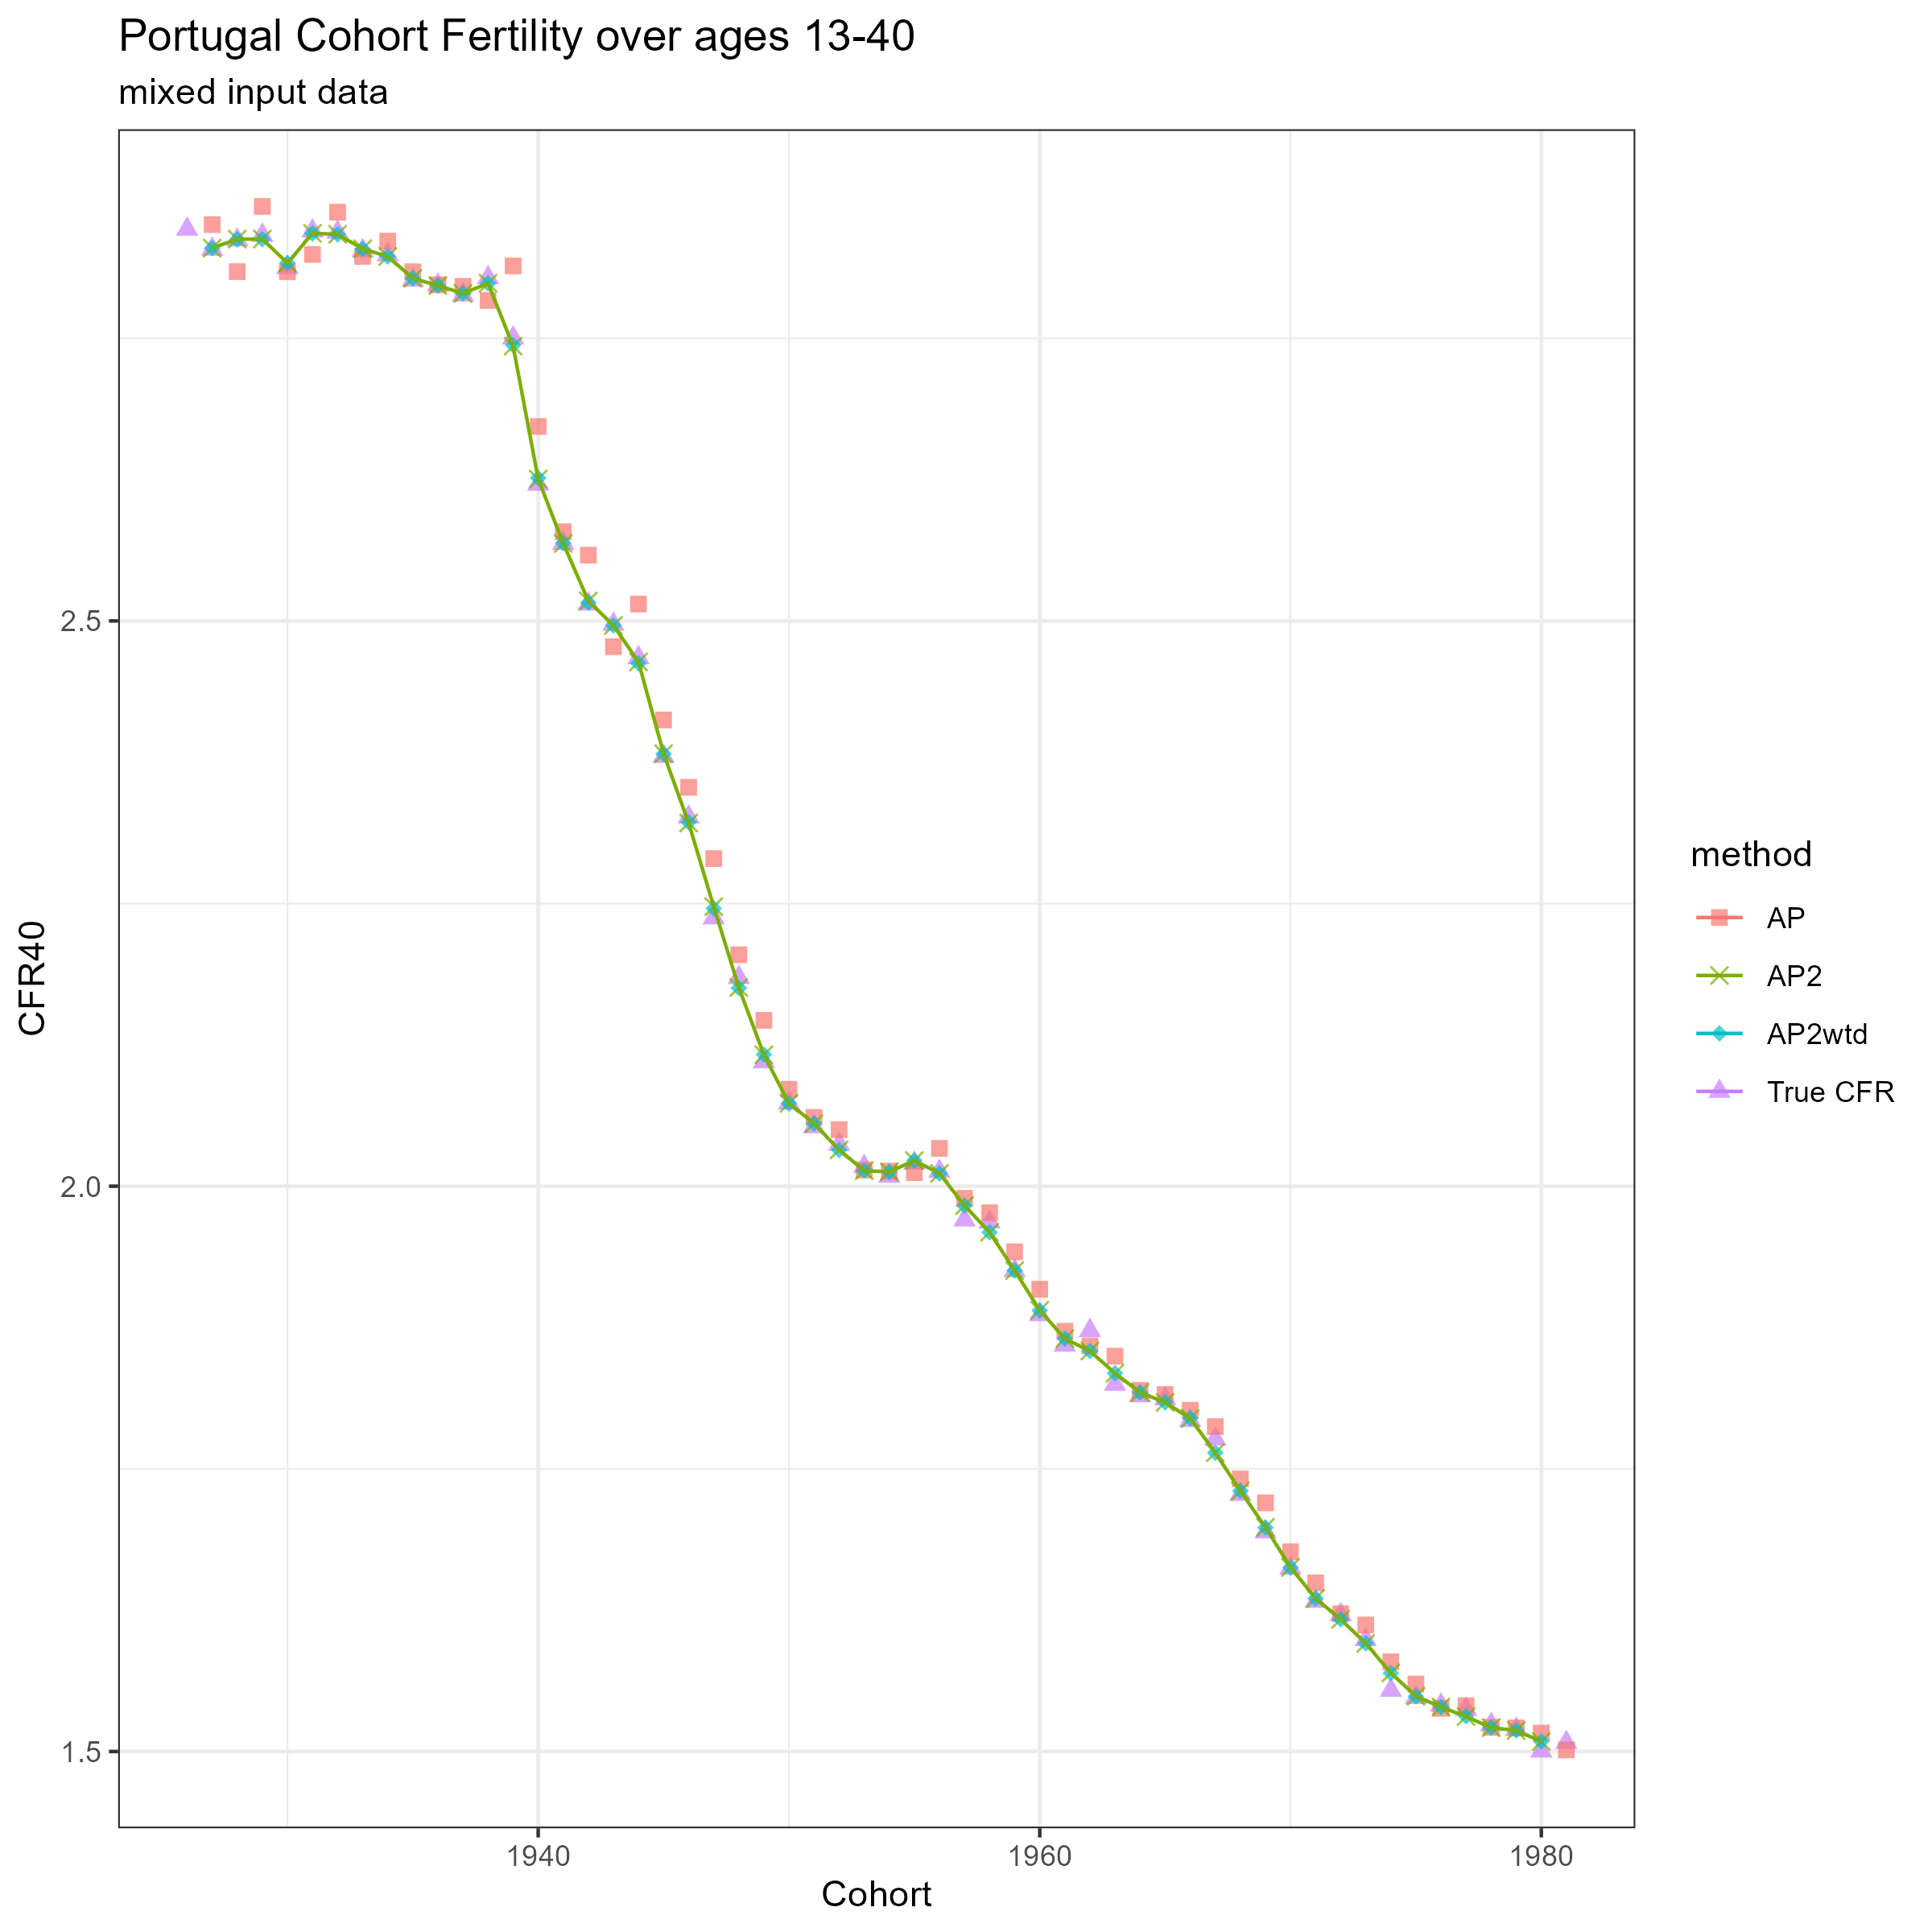 Portugal Cohort Fertility over ages 13-40
mixed input data
CFR40
2.5
2.0
1.5
1940
1960
1980
Cohort
method
AP
AP2
AP2wtd
True CFR